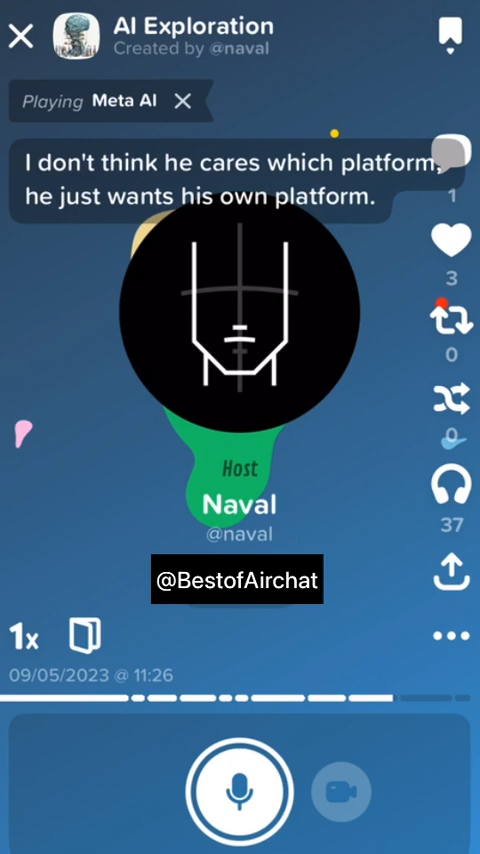 AI Exploration
Created by @naval
Playing Meta AI
I don't think he cares which platform,
he just wants his own platform.
1
3
0
0
37
Host
Naval
@naval
@BestofAirchat
1x
09/05/2023 @ 11:26